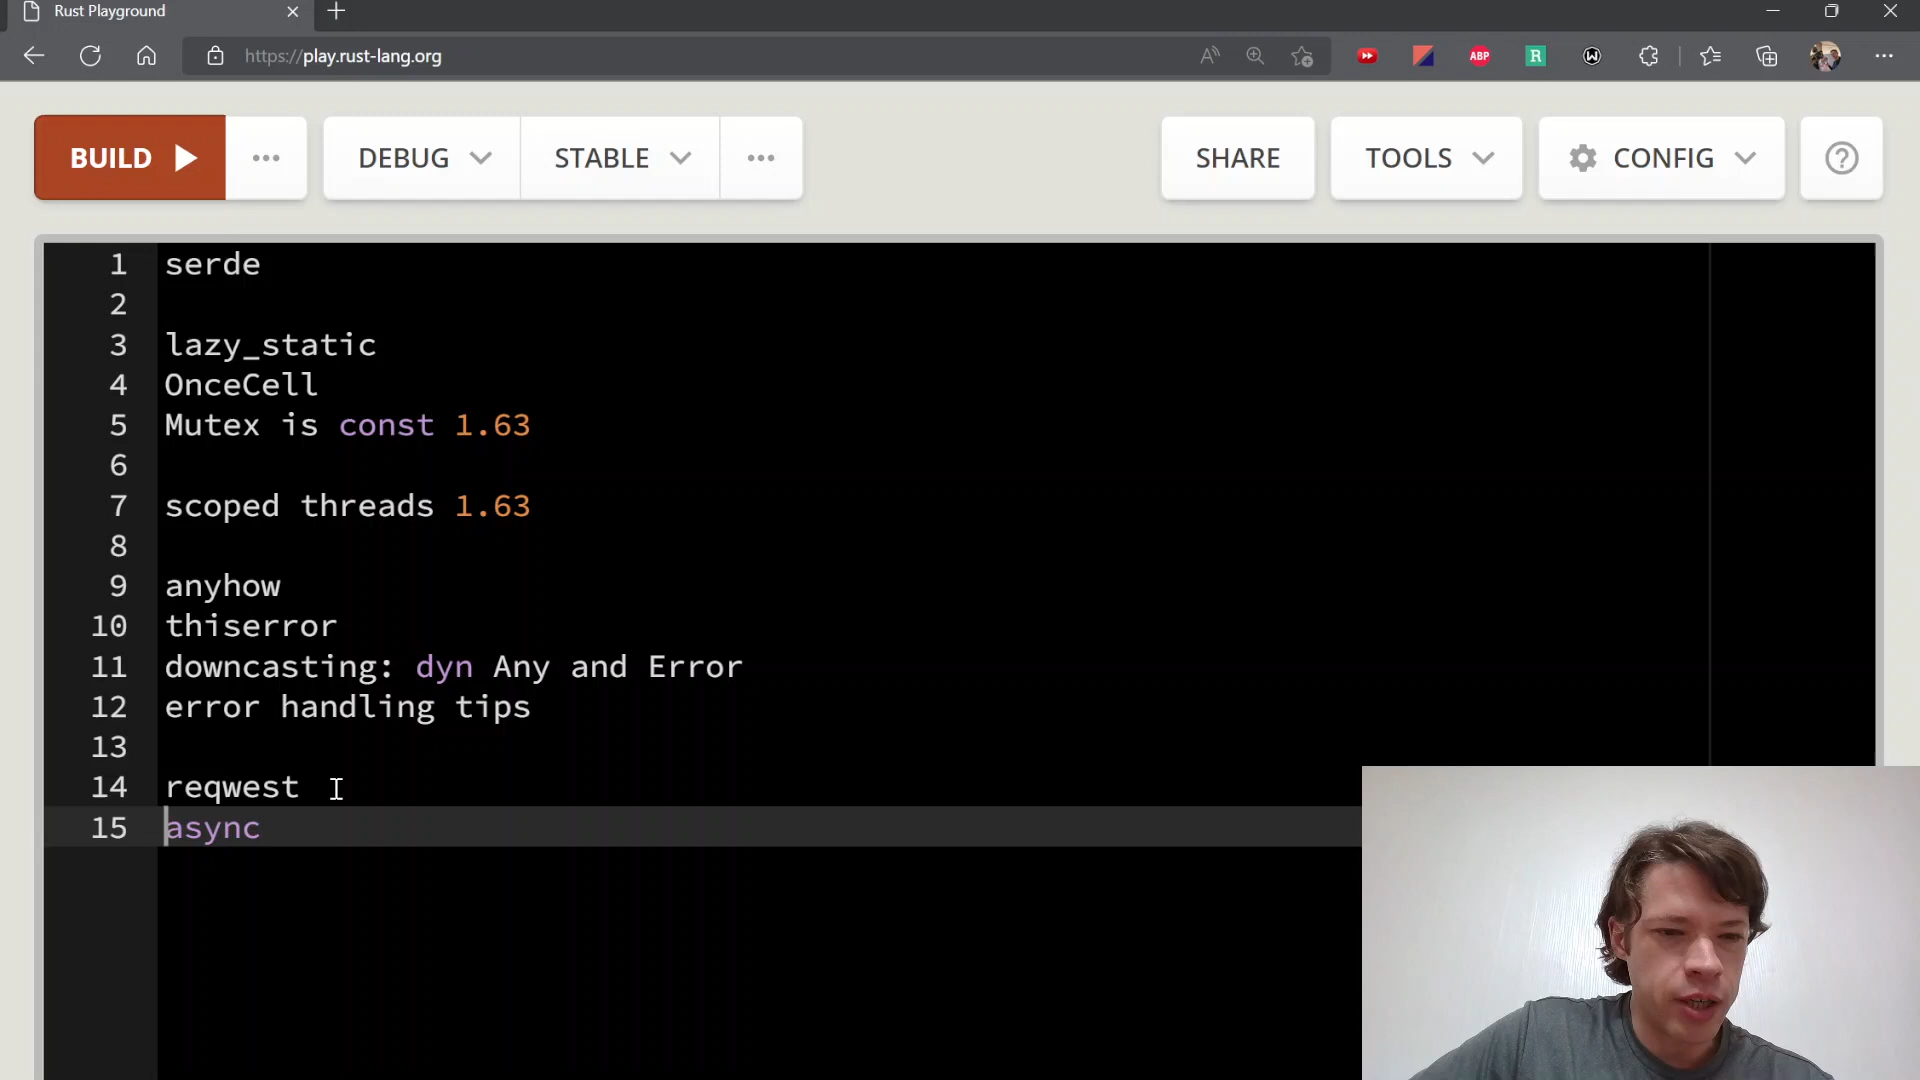 Rust Playground
https://play.rust-lang.org
ABP
R
W
BUILD
DEBUG
STABLE
SHARE
TOOLS
CONFIG
1 serde
2
3 lazy_static
4 OnceCell
5 Mutex is const 1.63
6
7 scoped threads 1.63
8
9 anyhow
10 thiserror
11 downcasting: dyn Any and Error
12 error handling tips
13
14 reqwest
15 async